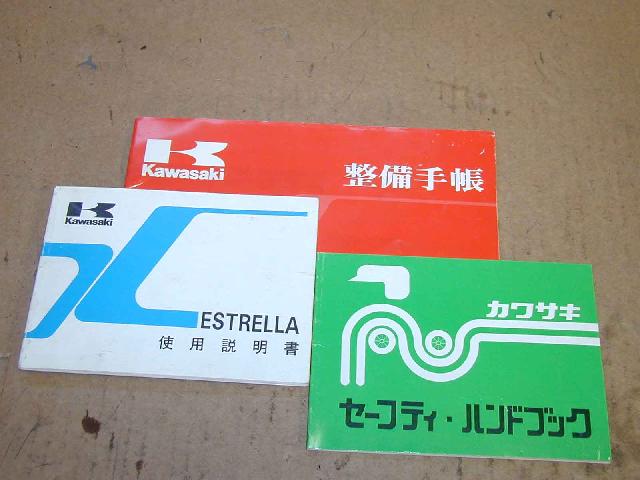 Kawasaki
整備手帳
Kawasaki
ESTRELLA
使用説明書
カワサキ
セーフティ・ハンドブック